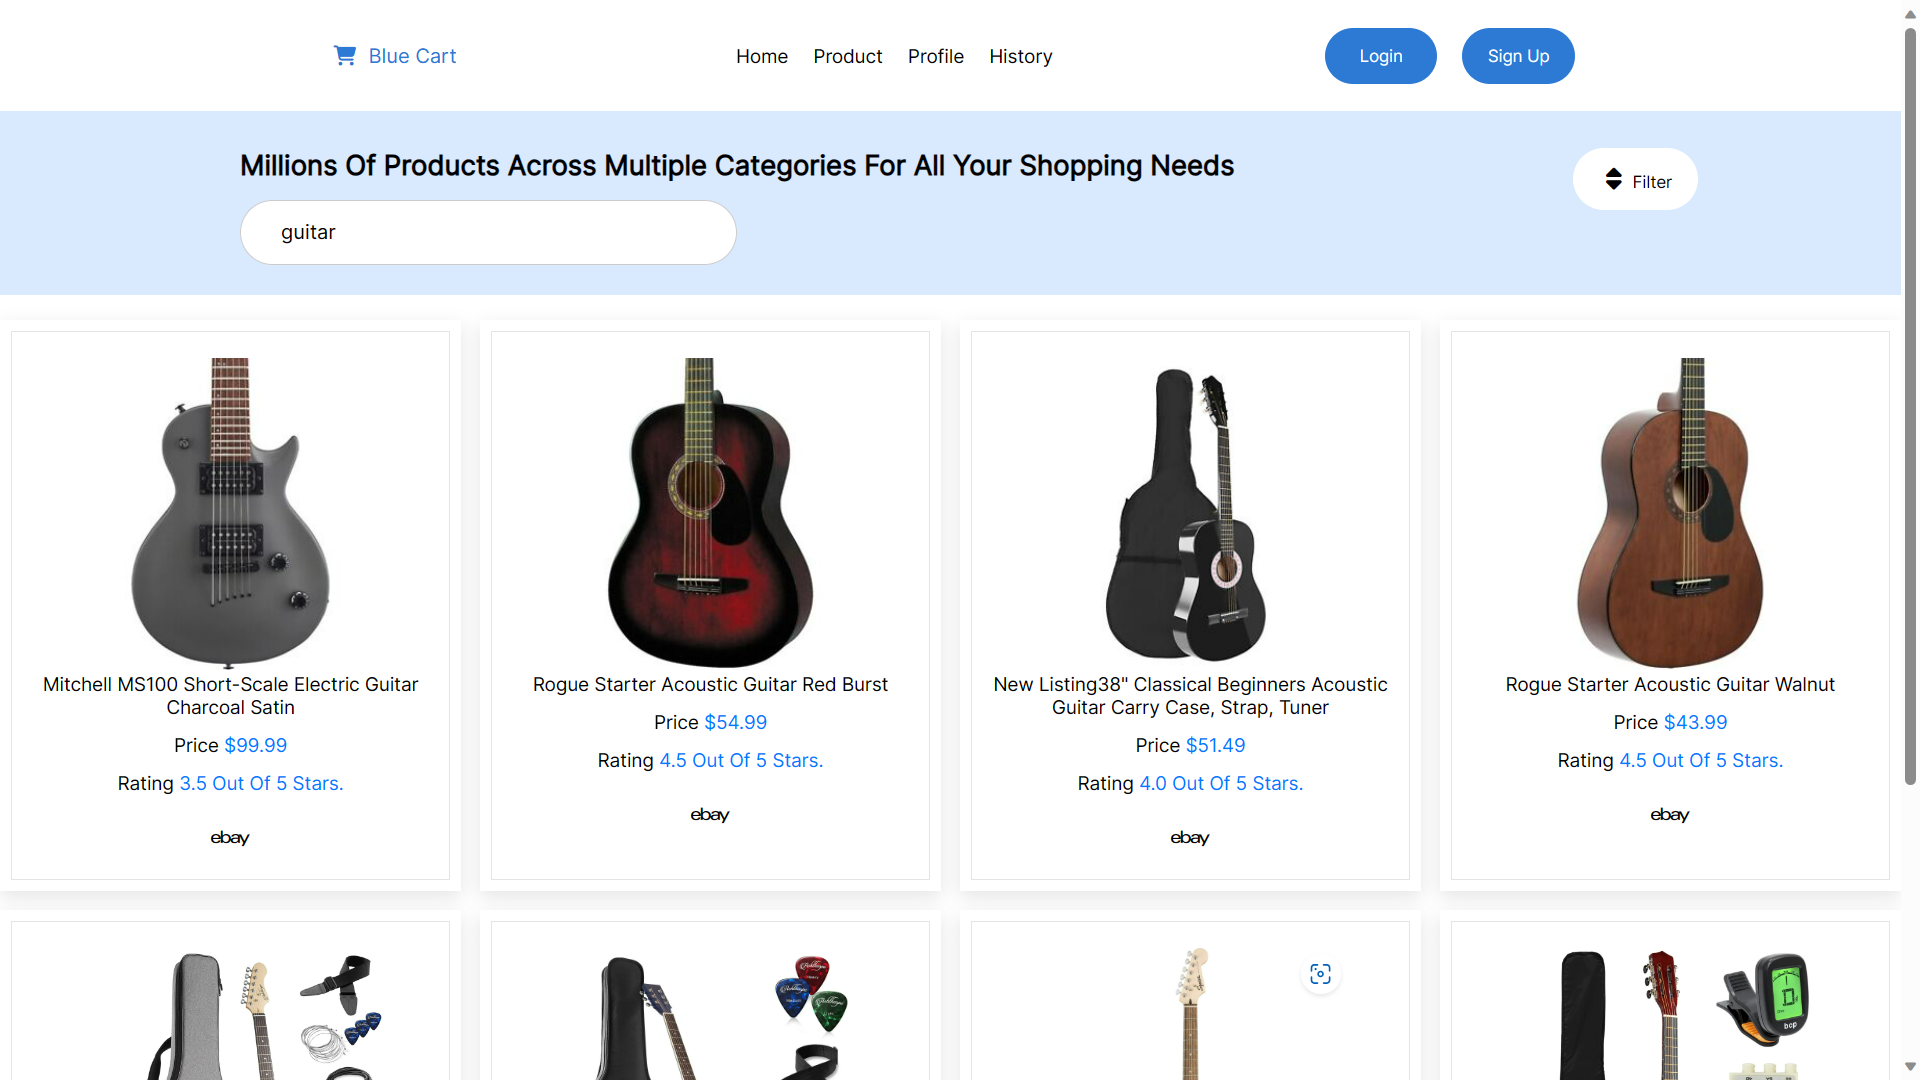 Blue Cart
Home Product Profile History
Login
Sign Up
Millions Of Products Across Multiple Categories For All Your Shopping Needs
Filter
guitar
Mitchell MS100 Short-Scale Electric Guitar
Charcoal Satin
Price $99.99
Rating 3.5 Out Of 5 Stars.
ebay
Rogue Starter Acoustic Guitar Red Burst
Price $54.99
Rating 4.5 Out Of 5 Stars.
ebay
New Listing38" Classical Beginners Acoustic
Guitar Carry Case, Strap, Tuner
Price $51.49
Rating 4.0 Out Of 5 Stars.
ebay
Rogue Starter Acoustic Guitar Walnut
Price $43.99
Rating 4.5 Out Of 5 Stars.
ebay
D
bop